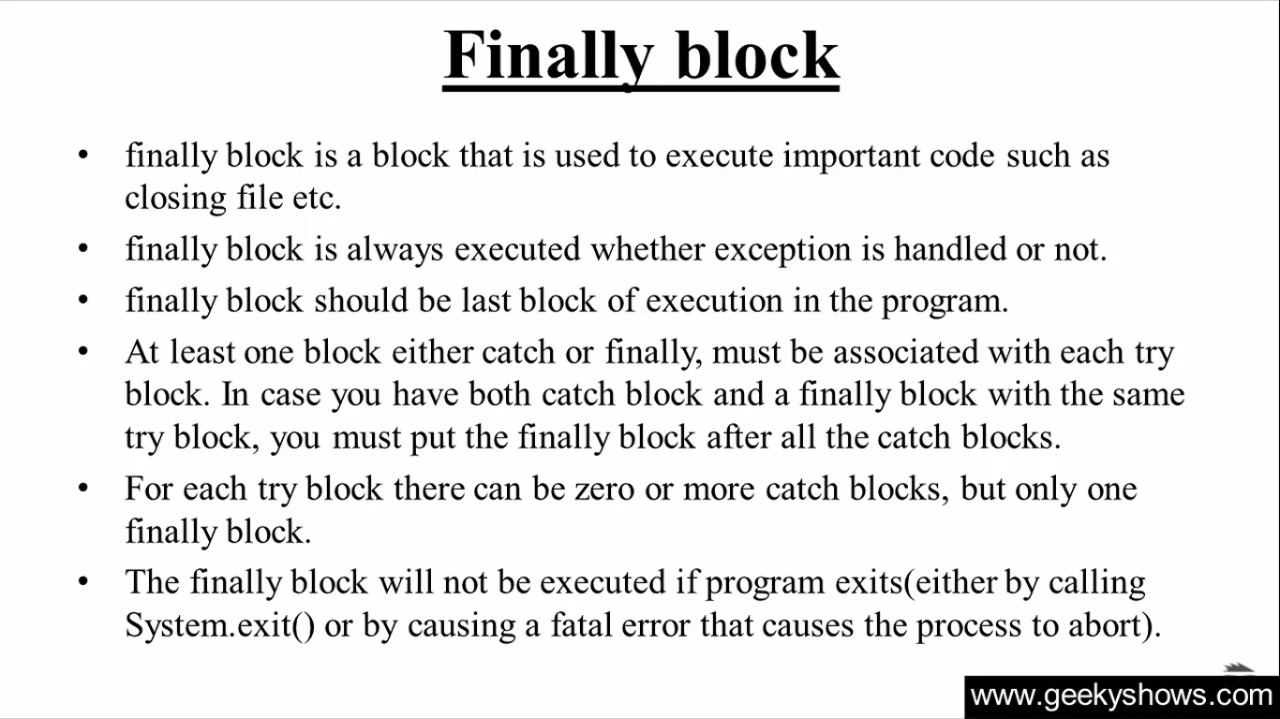 Finally block
• finally block is a block that is used to execute important code such as
closing file etc.
• finally block is always executed whether exception is handled or not.
• finally block should be last block of execution in the program.
• At least one block either catch or finally, must be associated with each try
block. In case you have both catch block and a finally block with the same
try block, you must put the finally block after all the catch blocks.
• For each try block there can be zero or more catch blocks, but only one
finally block.
• The finally block will not be executed if program exits(either by calling
System.exit() or by causing a fatal error that causes the process to abort).
www.geekyshows.com